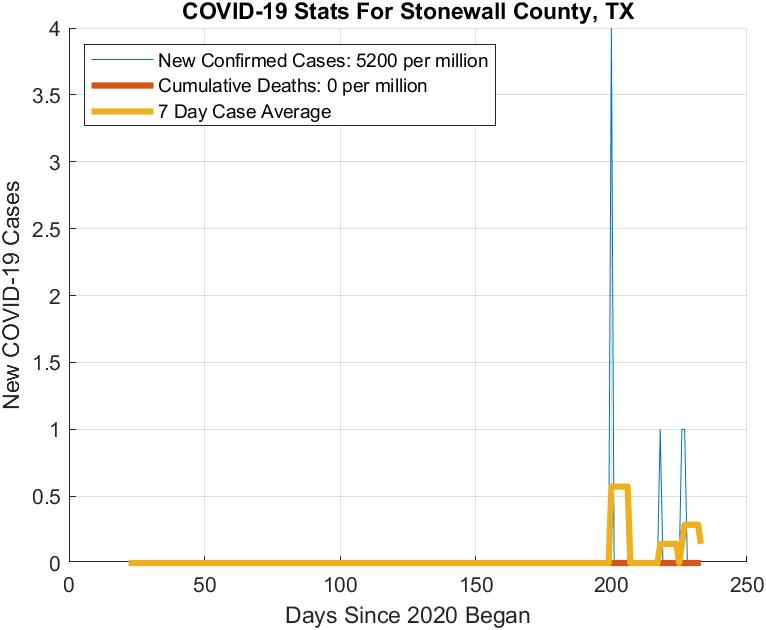 COVID-19 Stats For Stonewall County, TX
New Confirmed Cases: 5200 per million
Cumulative Deaths: 0 per million
7 Day Case Average
New COVID-19 Cases
4
3.5
3
2.5
2
1.5
1
0.5
0
0 50 100 150 200 250
Days Since 2020 Began